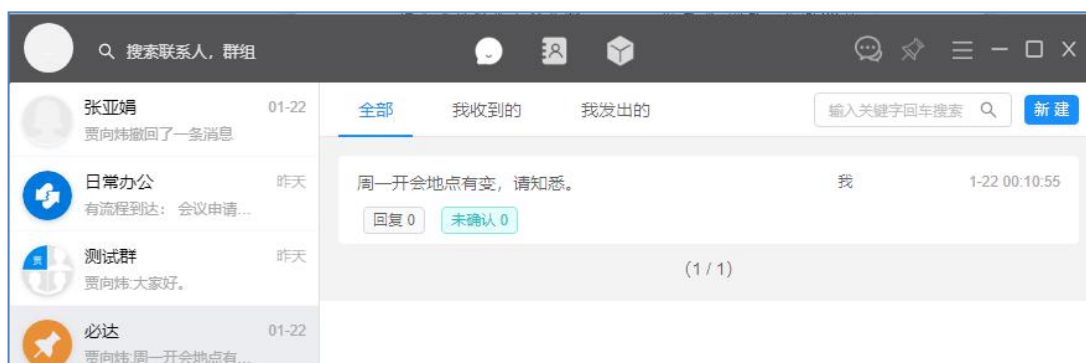 搜索联系人，群组
张亚娟 01-22
贾向炜撤回了一条消息
日常办公 昨天
有流程到达： 会议申请...
测试群 昨天
贾
贾向炜:大家好。
必达 01-22
贾向炜:周一开会地点有...
全部 我收到的 我发出的 输入关键字回车搜索 新建
周一开会地点有变，请知悉。 我 1-22 00:10:55
回复 0 未确认 0
(1 / 1)